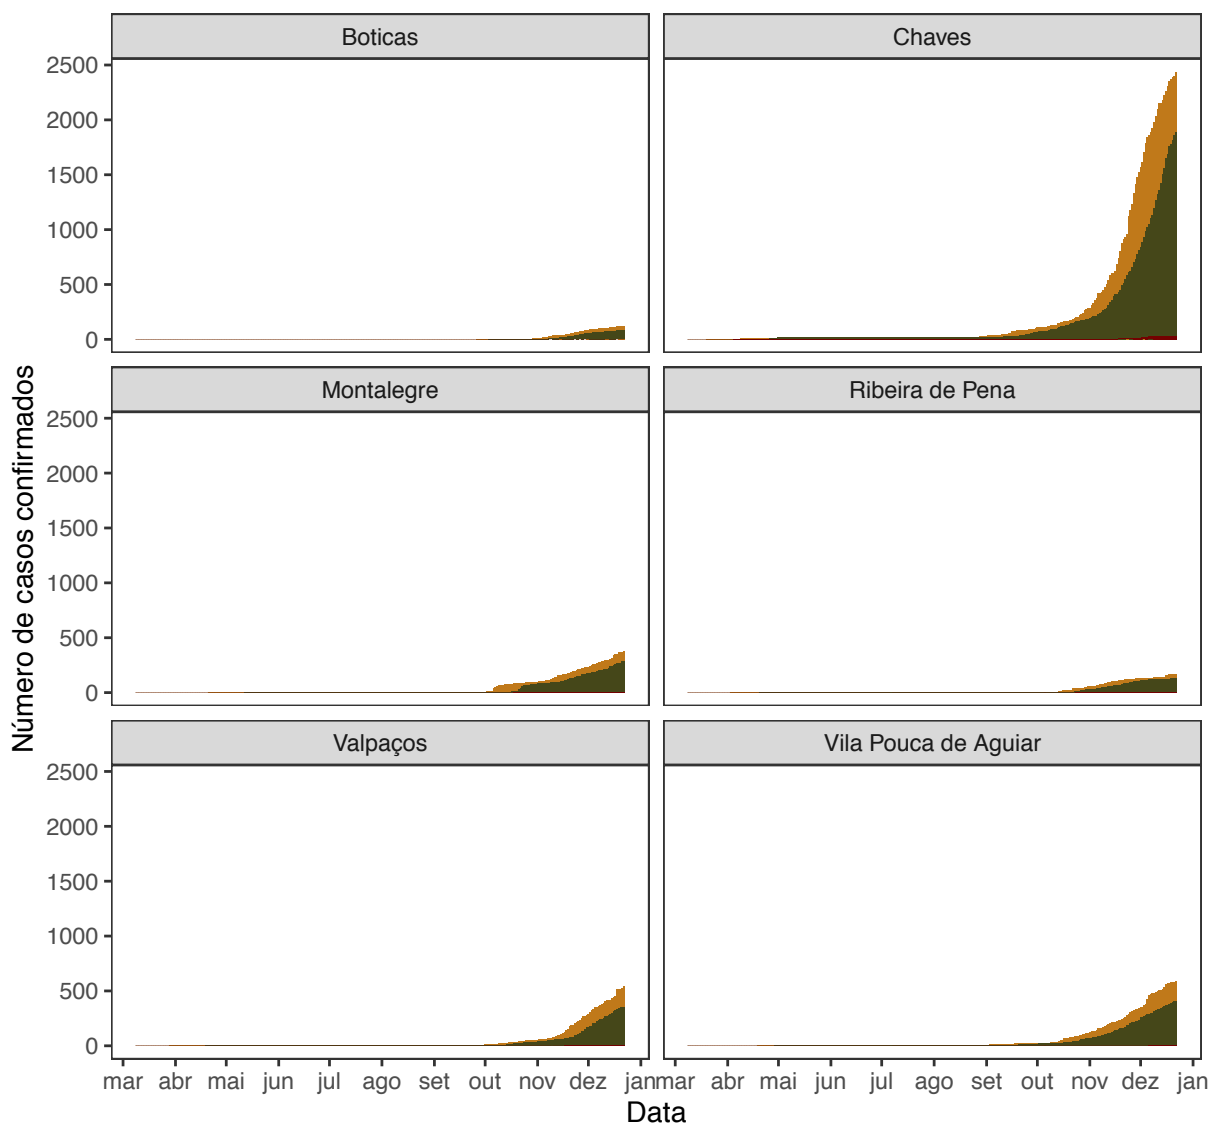 Boticas
Chaves
2500
2000
1500
1000
500
0
Montalegre
Ribeira de Pena
2500
2000
1500
1000
500
0
Valpaços
Vila Pouca de Aguiar
2500
2000
1500
1000
500
0
mar abr mai jun jul ago set out nov dez jan
mar abr mai jun jul ago set out nov dez jan
Data
Número de casos confirmados